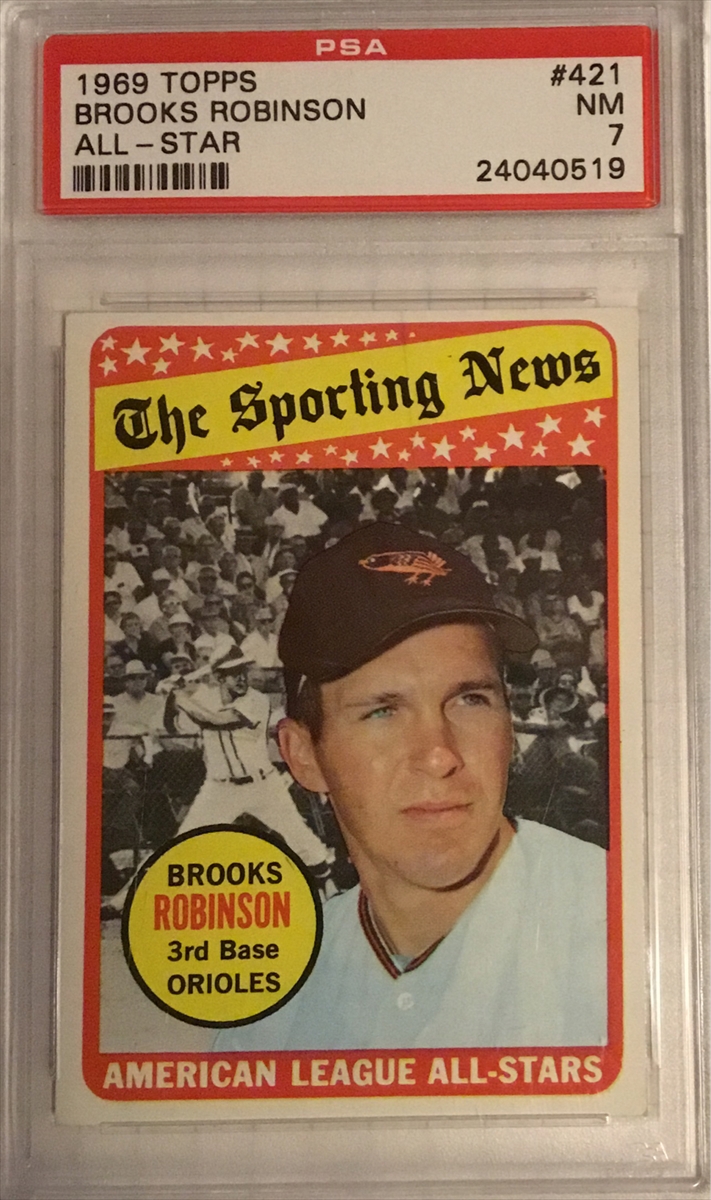 PSA
1969 TOPPS #421
BROOKS ROBINSON NM
ALL-STAR 7
24040519
The Sporting News
BROOKS
ROBINSON
3rd Base
ORIOLES
AMERICAN LEAGUE ALL-STARS